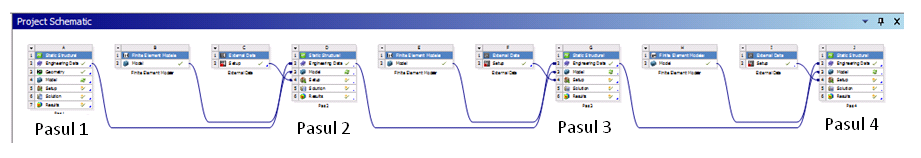 Project Schematic
A
1 Static Structural
2 Engineering Data
3 Geometry
4 Model
5 Setup
6 Solution
7 Results
Pasul 1
B
1 Finite Element Modeler
2 Model
Finite Element Modeler
C
1 External Data
2 Setup
External Data
D
1 Static Structural
2 Engineering Data
3 Model
4 Setup
5 Solution
6 Results
Pas2
Pasul 2
E
1 Finite Element Modeler
2 Model
Finite Element Modeler
F
1 External Data
2 Setup
External Data
G
1 Static Structural
2 Engineering Data
3 Model
4 Setup
5 Solution
6 Results
Pas3
Pasul 3
H
1 Finite Element Modeler
2 Model
Finite Element Modeler
I
1 External Data
2 Setup
External Data
J
1 Static Structural
2 Engineering Data
3 Model
4 Setup
5 Solution
6 Results
Pas4
Pasul 4